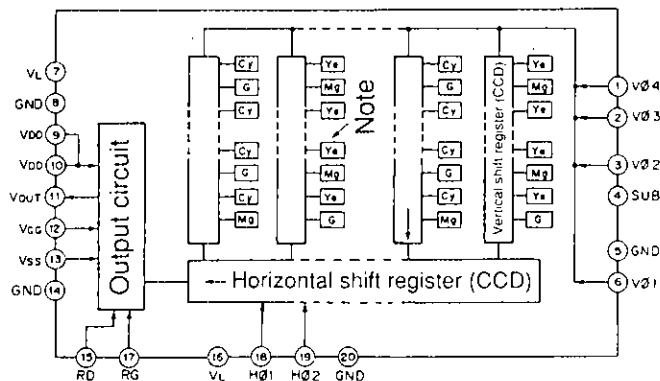 Cy
Ye
Cy
Ye
G
Mg
G
Mg
Cy
Ye
Cy
Ye
Note
Cy
Ye
Cy
Ye
G
Mg
G
Mg
Cy
Ye
Cy
Ye
Mg
G
Mg
G
Vertical shift register (CCD)
Horizontal shift register (CCD)
Output circuit
VL 7
GND 8
VDD 9
VDD 10
VOUT 11
VGG 12
VSS 13
GND 14
1 VØ4
2 VØ3
3 VØ2
4 SUB
5 GND
6 VØ1
15 17 16 18 19 20
RD RG VL HØ1 HØ2 GND